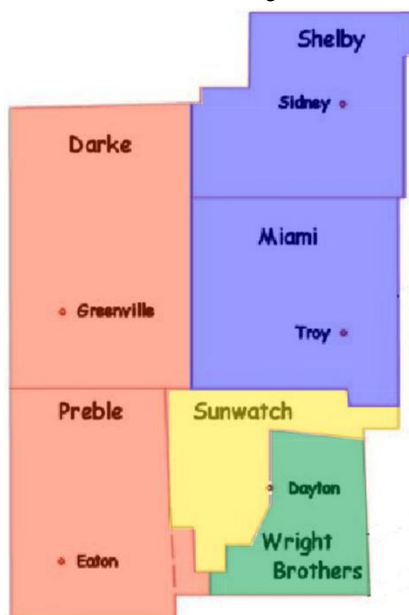 Shelby
Sidney
Darke
Miami
Greenville
Troy
Preble
Sunwatch
Dayton
Wright
Brothers
Eaton